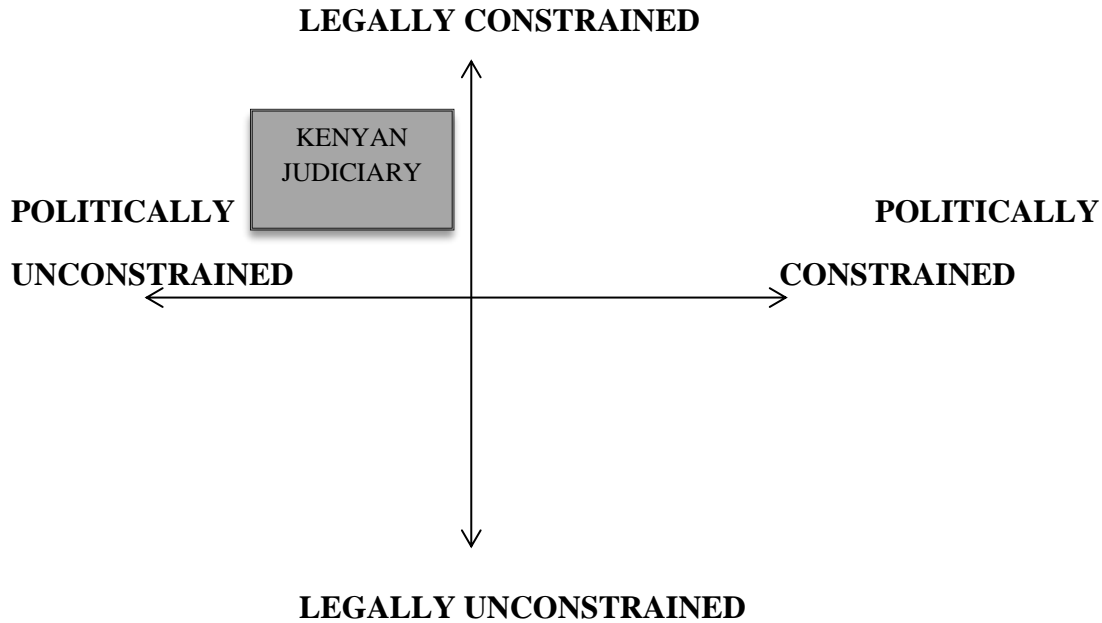 LEGALLY CONSTRAINED
KENYAN
JUDICIARY
POLITICALLY
UNCONSTRAINED
POLITICALLY
CONSTRAINED
LEGALLY UNCONSTRAINED